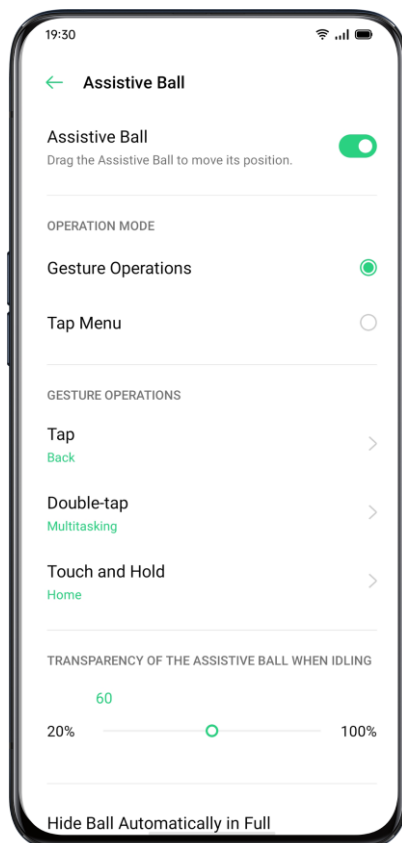 19:30
Assistive Ball
Assistive Ball
Drag the Assistive Ball to move its position.
OPERATION MODE
Gesture Operations
Tap Menu
GESTURE OPERATIONS
Tap
Back
Double-tap
Multitasking
Touch and Hold
Home
TRANSPARENCY OF THE ASSISTIVE BALL WHEN IDLING
60
20% 100%
Hide Ball Automatically in Full